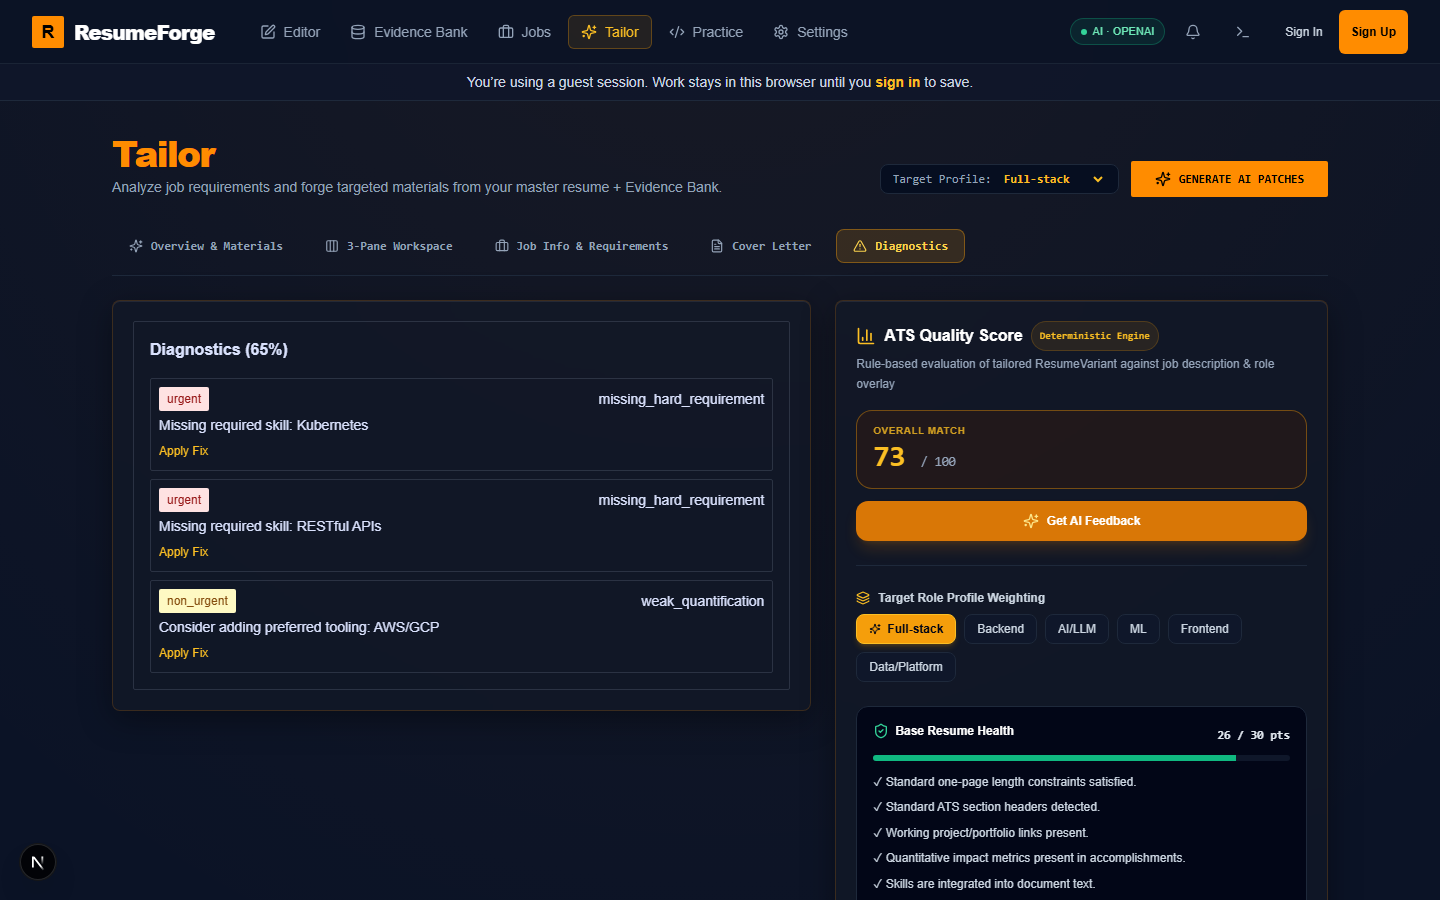 R ResumeForge
Editor
Evidence Bank
Jobs
Tailor
Practice
Settings
AI · OPENAI
Sign In
Sign Up
You're using a guest session. Work stays in this browser until you sign in to save.
Tailor
Analyze job requirements and forge targeted materials from your master resume + Evidence Bank.
Target Profile: Full-stack
GENERATE AI PATCHES
Overview & Materials
3-Pane Workspace
Job Info & Requirements
Cover Letter
Diagnostics
Diagnostics (65%)
urgent
missing_hard_requirement
Missing required skill: Kubernetes
Apply Fix
urgent
missing_hard_requirement
Missing required skill: RESTful APIs
Apply Fix
non_urgent
weak_quantification
Consider adding preferred tooling: AWS/GCP
Apply Fix
ATS Quality Score
Deterministic Engine
Rule-based evaluation of tailored ResumeVariant against job description & role
overlay
OVERALL MATCH
73 / 100
Get AI Feedback
Target Role Profile Weighting
Full-stack
Backend
AI/LLM
ML
Frontend
Data/Platform
Base Resume Health
26 / 30 pts
✓ Standard one-page length constraints satisfied.
✓ Standard ATS section headers detected.
✓ Working project/portfolio links present.
✓ Quantitative impact metrics present in accomplishments.
✓ Skills are integrated into document text.
N